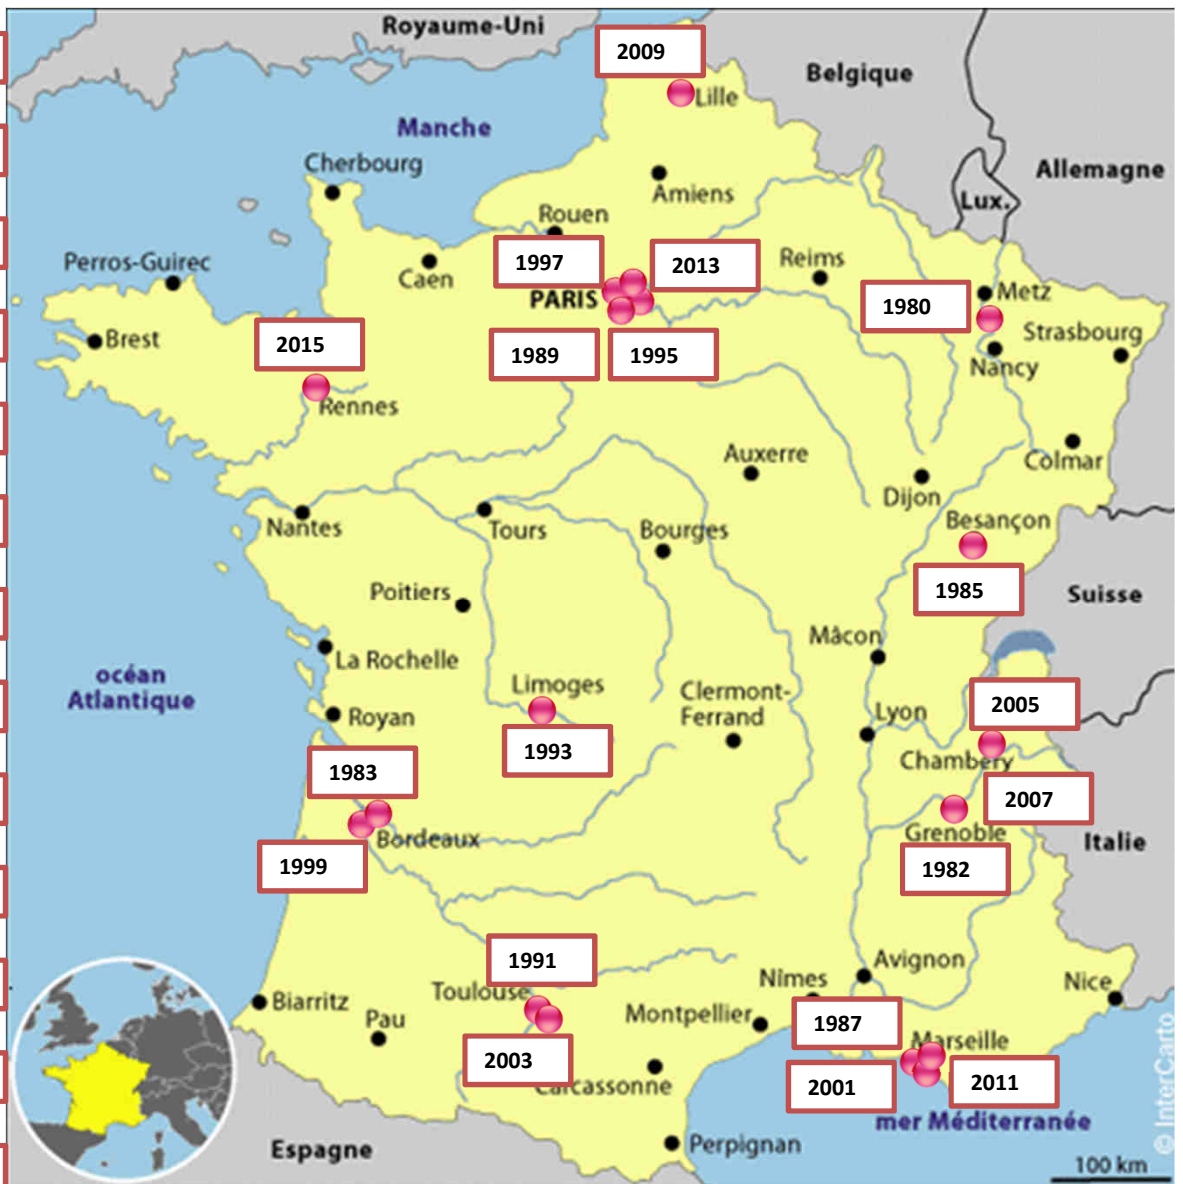 Royaume-Uni
2009
Belgique
Lille
Manche
Cherbourg
Allemagne
Amiens
Lux.
Rouen
1997
2013
Reims
Perros-Guirec
Caen
PARIS
1980
Metz
Strasbourg
Brest
2015
1989
1995
Nancy
Rennes
Auxerre
Colmar
Dijon
Nantes
Tours
Bourges
Besançon
1985
Suisse
Poitiers
Mâcon
La Rochelle
océan
Atlantique
Limoges
Clermont-
Ferrand
2005
Royan
Lyon
1993
Chambéry
1983
2007
Bordeaux
Grenoble
Italie
1999
1982
1991
Avignon
Nîmes
Nice
Toulouse
Biarritz
Pau
Montpellier
1987
Marseille
2003
Carcassonne
2001
2011
mer Méditerranée
Espagne
Perpignan
100 km
© InterCarto